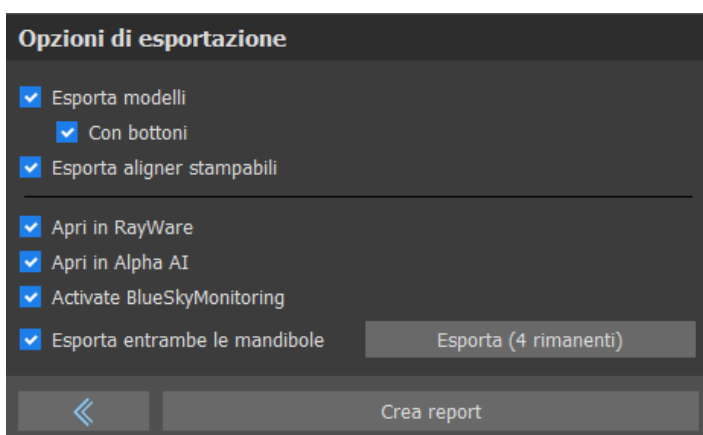 Opzioni di esportazione
Esporta modelli
Con bottoni
Esporta aligner stampabili
Apri in RayWare
Apri in Alpha AI
Activate BlueSkyMonitoring
Esporta entrambe le mandibole Esporta (4 rimanenti)
Crea report